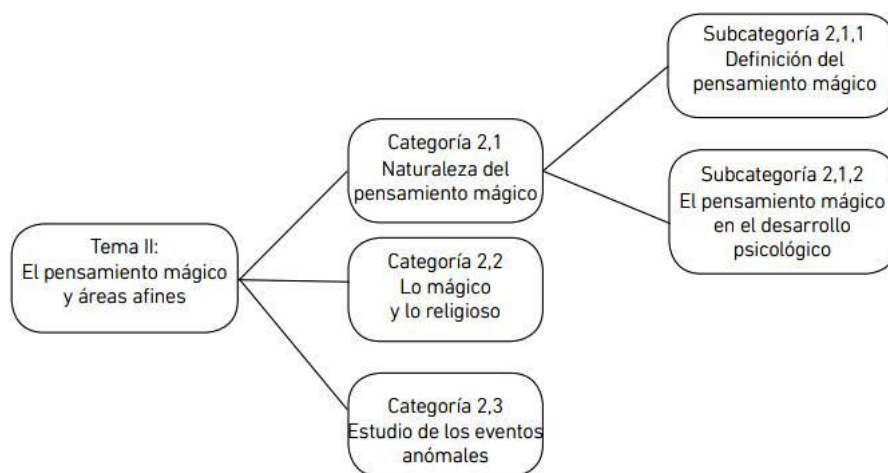 Tema II:
El pensamiento mágico
y áreas afines
Categoría 2,1
Naturaleza del
pensamiento mágico
Categoría 2,2
Lo mágico
y lo religioso
Categoría 2,3
Estudio de los eventos
anómales
Subcategoría 2,1,1
Definición del
pensamiento mágico
Subcategoría 2,1,2
El pensamiento mágico
en el desarrollo
psicológico